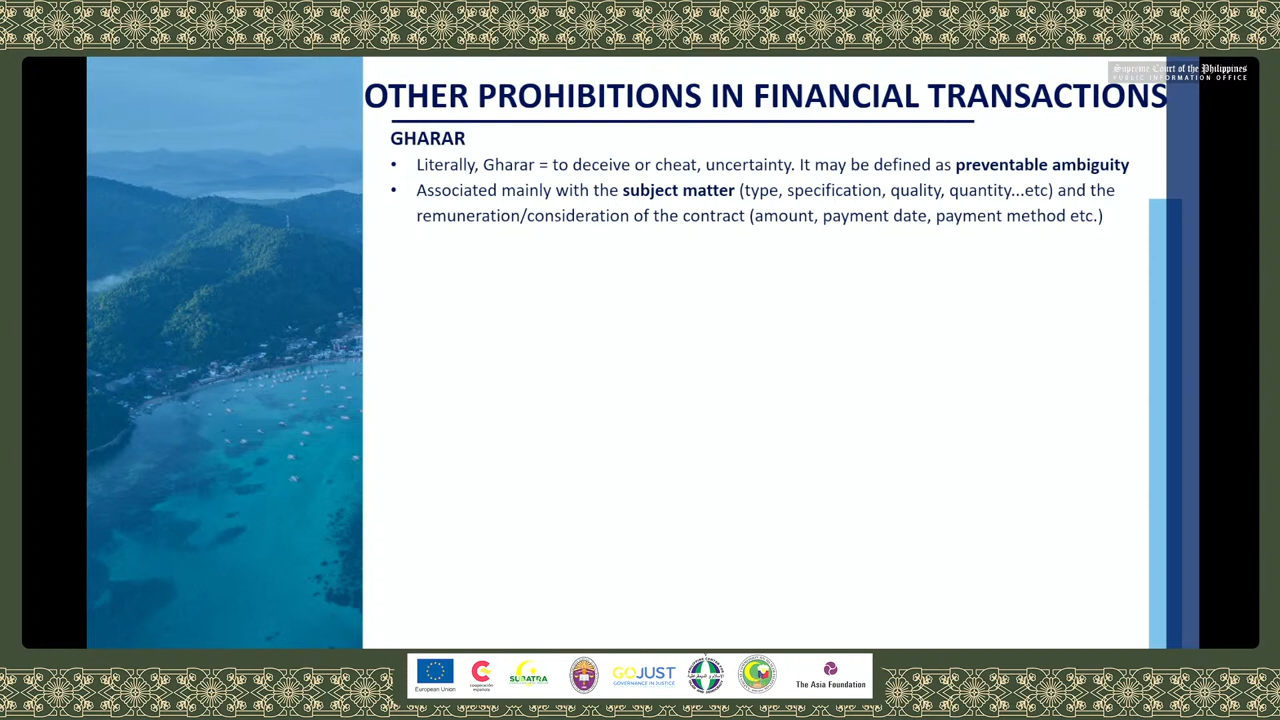 Supreme Court of the Philippines
PUBLIC INFORMATION OFFICE
OTHER PROHIBITIONS IN FINANCIAL TRANSACTIONS
GHARAR
• Literally, Gharar = to deceive or cheat, uncertainty. It may be defined as preventable ambiguity
• Associated mainly with the subject matter (type, specification, quality, quantity...etc) and the
remuneration/consideration of the contract (amount, payment date, payment method etc.)
European Union
cooperación
española
SUBATRA
GOJUST
GOVERNANCE IN JUSTICE
The Asia Foundation